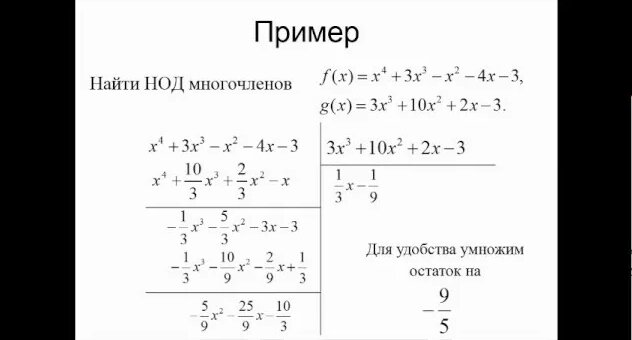 Пример
Найти НОД многочленов
f(x) = x⁴ + 3x³ − x² − 4x − 3,
g(x) = 3x³ + 10x² + 2x − 3.
x⁴ + 3x³ − x² − 4x − 3 | 3x³ + 10x² + 2x − 3
x⁴ + 10/3 x³ + 2/3 x² − x | 1/3 x − 1/9
−1/3 x³ − 5/3 x² − 3x − 3
−1/3 x³ − 10/9 x² − 2/9 x + 1/3
−5/9 x² − 25/9 x − 10/3
Для удобства умножим
остаток на
−9/5